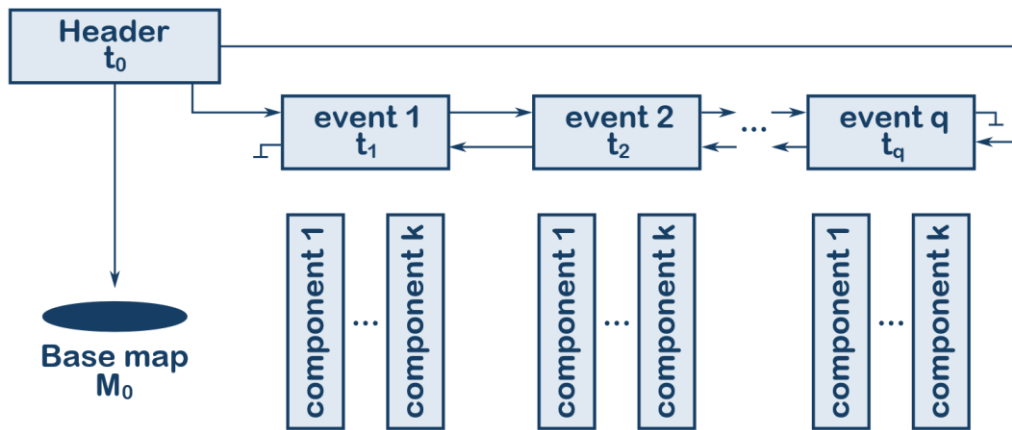 Header
t₀
event 1
t₁
event 2
t₂
...
event q
t_q
component 1
...
component k
component 1
...
component k
component 1
...
component k
Base map
M₀